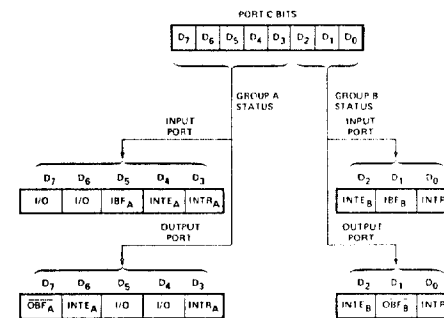 PORT C BITS
D7 D6 D5 D4 D3 D2 D1 D0
GROUP A STATUS
GROUP B STATUS
INPUT PORT
INPUT PORT
D7 D6 D5 D4 D3
I/O I/O IBFA INTEA INTRA
D2 D1 D0
INTEB IBFB INTR
OUTPUT PORT
OUTPUT PORT
D7 D6 D5 D4 D3
O̅B̅F̅A INTEA I/O I/O INTRA
D2 D1 D0
INTEB O̅B̅F̅B INTR